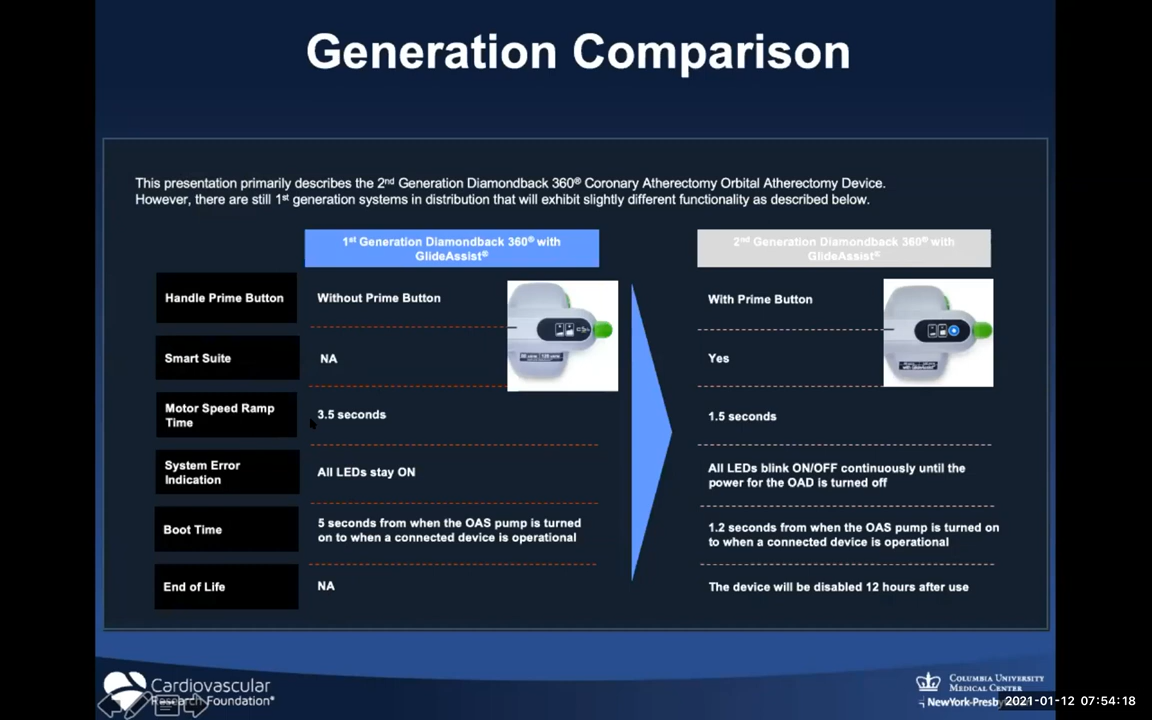 Generation Comparison
This presentation primarily describes the 2nd Generation Diamondback 360® Coronary Atherectomy Orbital Atherectomy Device.
However, there are still 1st generation systems in distribution that will exhibit slightly different functionality as described below.
1st Generation Diamondback 360® with
GlideAssist®
2nd Generation Diamondback 360® with
GlideAssist®
Handle Prime Button
Without Prime Button
With Prime Button
Smart Suite
NA
Yes
Motor Speed Ramp
Time
3.5 seconds
1.5 seconds
System Error
Indication
All LEDs stay ON
All LEDs blink ON/OFF continuously until the
power for the OAD is turned off
Boot Time
5 seconds from when the OAS pump is turned
on to when a connected device is operational
1.2 seconds from when the OAS pump is turned on
to when a connected device is operational
End of Life
NA
The device will be disabled 12 hours after use
Cardiovascular
Research Foundation®
Columbia University
Medical Center
NewYork-Presby
2021-01-12 07:54:18